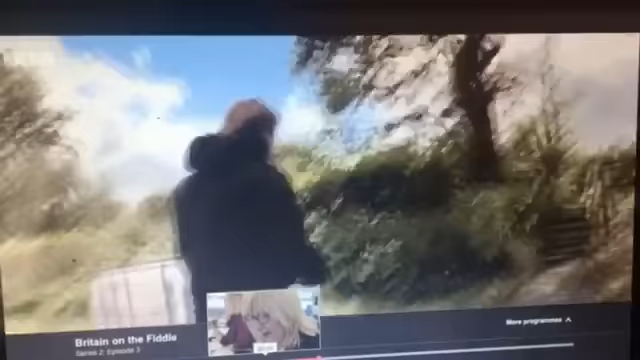 Britain on the Fiddle
Series 2: Episode 3
More programmes